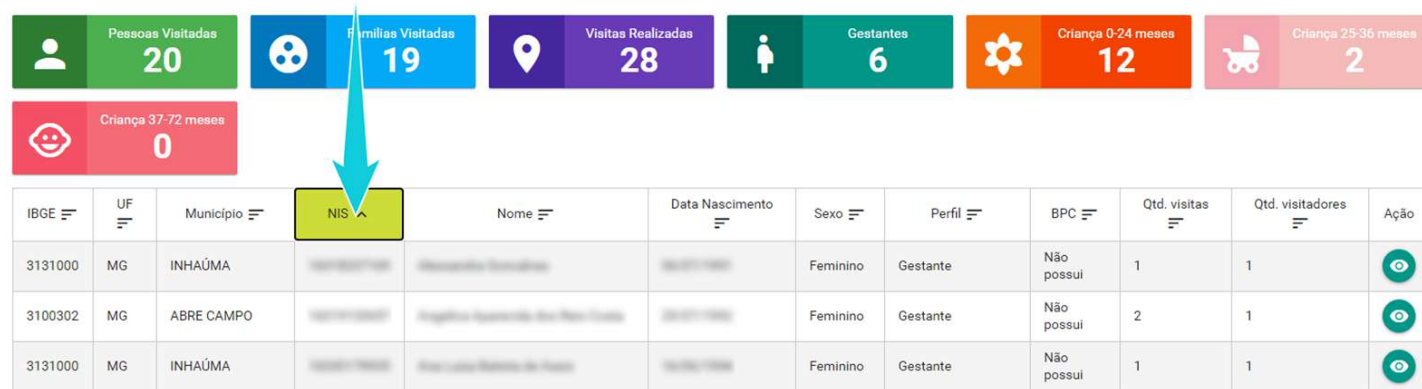 Pessoas Visitadas
20
Famílias Visitadas
19
Visitas Realizadas
28
Gestantes
6
Criança 0-24 meses
12
Criança 25-36 meses
2
Criança 37-72 meses
0
IBGE UF Município NIS Nome Data Nascimento Sexo Perfil BPC Qtd. visitas Qtd. visitadores Ação
3131000 MG INHAÚMA Feminino Gestante Não possui 1 1
3100302 MG ABRE CAMPO Feminino Gestante Não possui 2 1
3131000 MG INHAÚMA Feminino Gestante Não possui 1 1